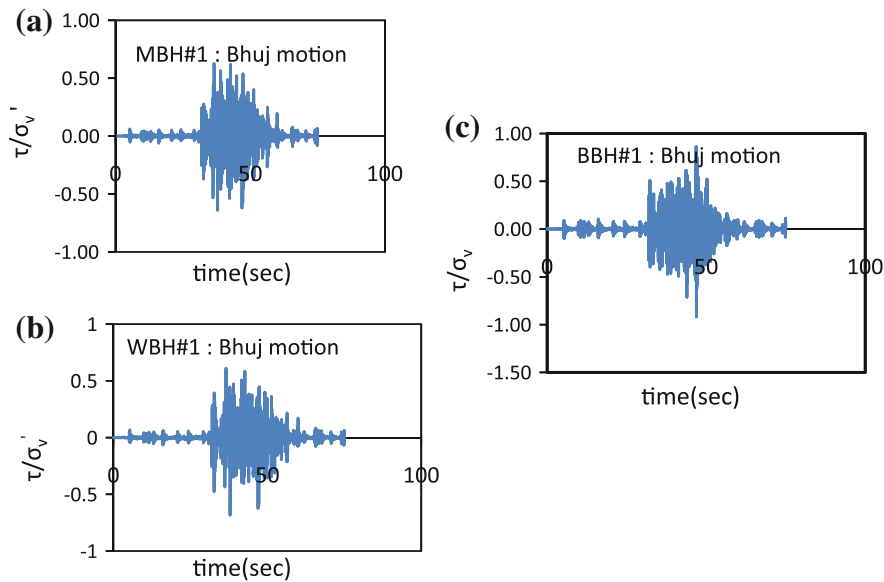 (a)
1.00
0.50
0.00
-0.50
-1.00
τ/σv'
MBH#1 : Bhuj motion
0
50
100
time(sec)
(b)
1
0.5
0
-0.5
-1
τ/σv'
WBH#1 : Bhuj motion
0
50
100
time(sec)
(c)
1.00
0.50
0.00
-0.50
-1.00
-1.50
τ/σv
BBH#1 : Bhuj motion
0
50
100
time(sec)